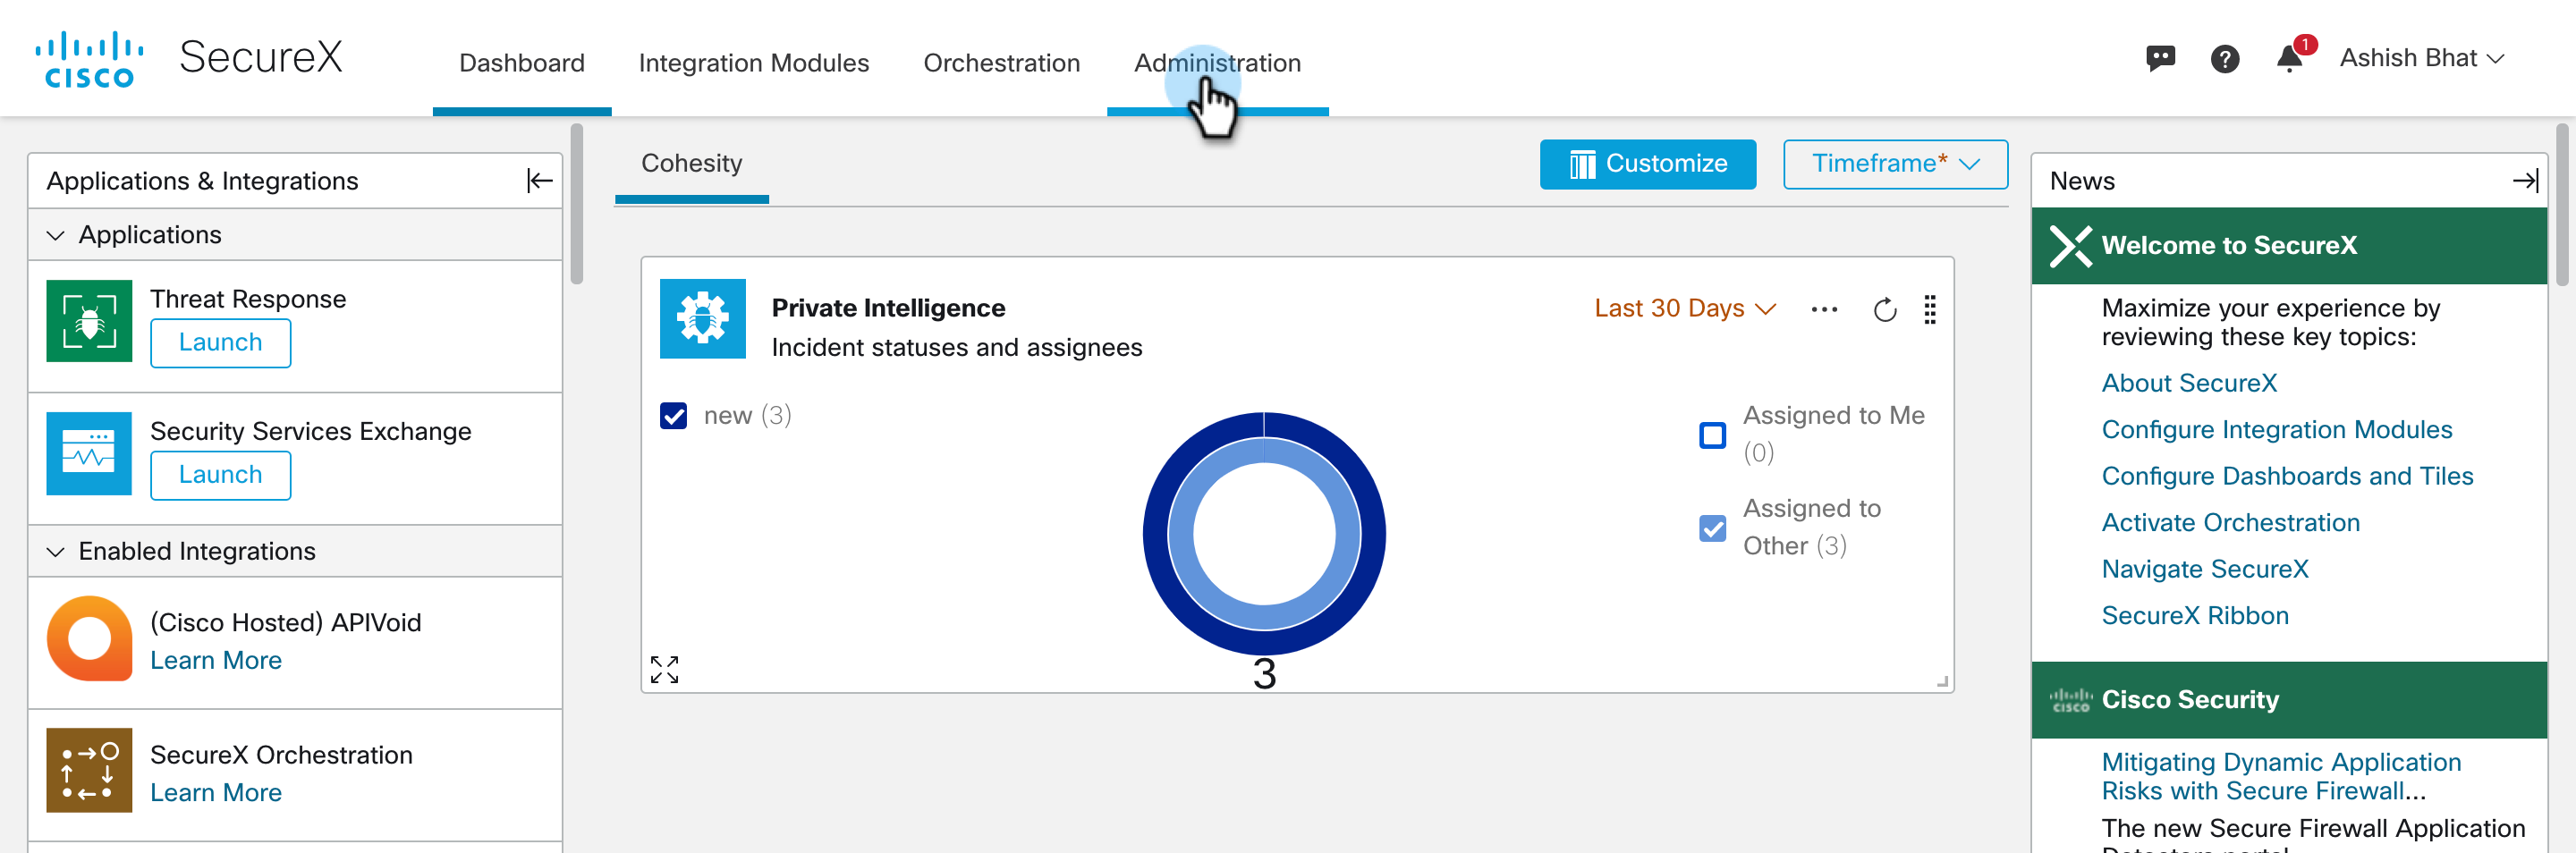 CISCO
SecureX
Dashboard
Integration Modules
Orchestration
Administration
?
1
Ashish Bhat
Applications & Integrations
Applications
Threat Response
Launch
Security Services Exchange
Launch
Enabled Integrations
(Cisco Hosted) APIVoid
Learn More
SecureX Orchestration
Learn More
Cohesity
Customize
Timeframe*
Private Intelligence
Incident statuses and assignees
Last 30 Days
new (3)
Assigned to Me
(0)
Assigned to
Other (3)
3
News
Welcome to SecureX
Maximize your experience by
reviewing these key topics:
About SecureX
Configure Integration Modules
Configure Dashboards and Tiles
Activate Orchestration
Navigate SecureX
SecureX Ribbon
CISCO
Cisco Security
Mitigating Dynamic Application
Risks with Secure Firewall...
The new Secure Firewall Application